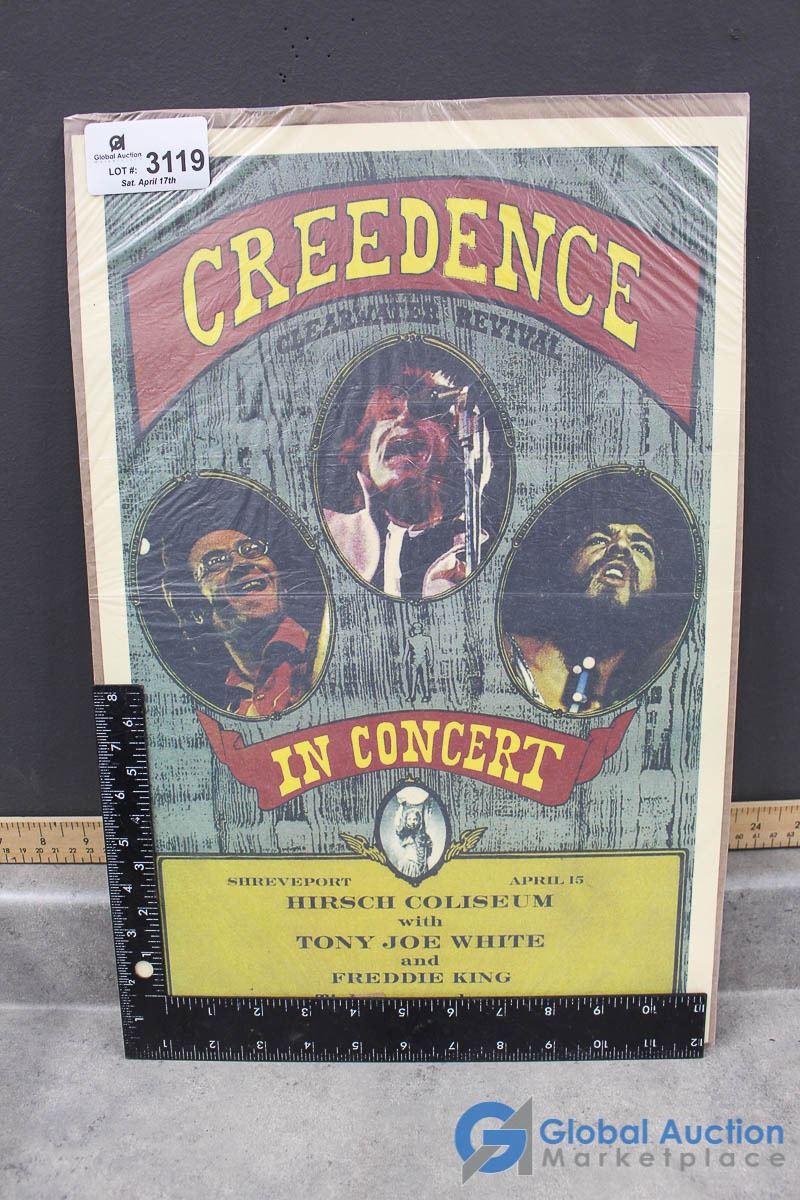 Global Auction
LOT #: 3119
Sat. April 17th
CREEDENCE
CLEARWATER REVIVAL
IN CONCERT
SHREVEPORT APRIL 15
HIRSCH COLISEUM
with
TONY JOE WHITE
and
FREDDIE KING
Global Auction
Marketplace